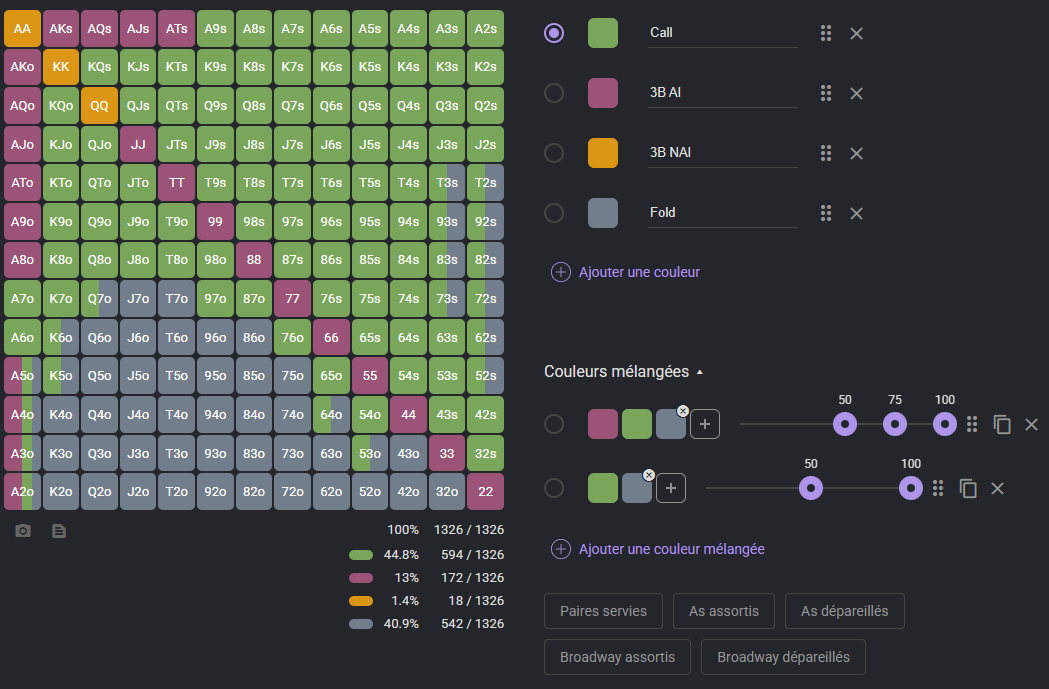 AA AKs AQs AJs ATs A9s A8s A7s A6s A5s A4s A3s A2s
AKo KK KQs KJs KTs K9s K8s K7s K6s K5s K4s K3s K2s
AQo KQo QQ QJs QTs Q9s Q8s Q7s Q6s Q5s Q4s Q3s Q2s
AJo KJo QJo JJ JTs J9s J8s J7s J6s J5s J4s J3s J2s
ATo KTo QTo JTo TT T9s T8s T7s T6s T5s T4s T3s T2s
A9o K9o Q9o J9o T9o 99 98s 97s 96s 95s 94s 93s 92s
A8o K8o Q8o J8o T8o 98o 88 87s 86s 85s 84s 83s 82s
A7o K7o Q7o J7o T7o 97o 87o 77 76s 75s 74s 73s 72s
A6o K6o Q6o J6o T6o 96o 86o 76o 66 65s 64s 63s 62s
A5o K5o Q5o J5o T5o 95o 85o 75o 65o 55 54s 53s 52s
A4o K4o Q4o J4o T4o 94o 84o 74o 64o 54o 44 43s 42s
A3o K3o Q3o J3o T3o 93o 83o 73o 63o 53o 43o 33 32s
A2o K2o Q2o J2o T2o 92o 82o 72o 62o 52o 42o 32o 22
100% 1326 / 1326
44.8% 594 / 1326
13% 172 / 1326
1.4% 18 / 1326
40.9% 542 / 1326
Call
3B AI
3B NAI
Fold
Ajouter une couleur
Couleurs mélangées
50 75 100
50 100
Ajouter une couleur mélangée
Paires servies As assortis As dépareillés
Broadway assortis Broadway dépareillés